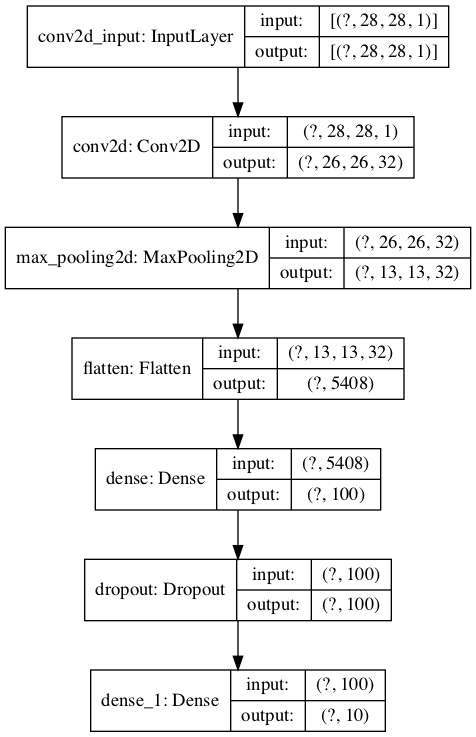 conv2d_input: InputLayer
input:
[(?, 28, 28, 1)]
output:
[(?, 28, 28, 1)]
conv2d: Conv2D
input:
(?, 28, 28, 1)
output:
(?, 26, 26, 32)
max_pooling2d: MaxPooling2D
input:
(?, 26, 26, 32)
output:
(?, 13, 13, 32)
flatten: Flatten
input:
(?, 13, 13, 32)
output:
(?, 5408)
dense: Dense
input:
(?, 5408)
output:
(?, 100)
dropout: Dropout
input:
(?, 100)
output:
(?, 100)
dense_1: Dense
input:
(?, 100)
output:
(?, 10)